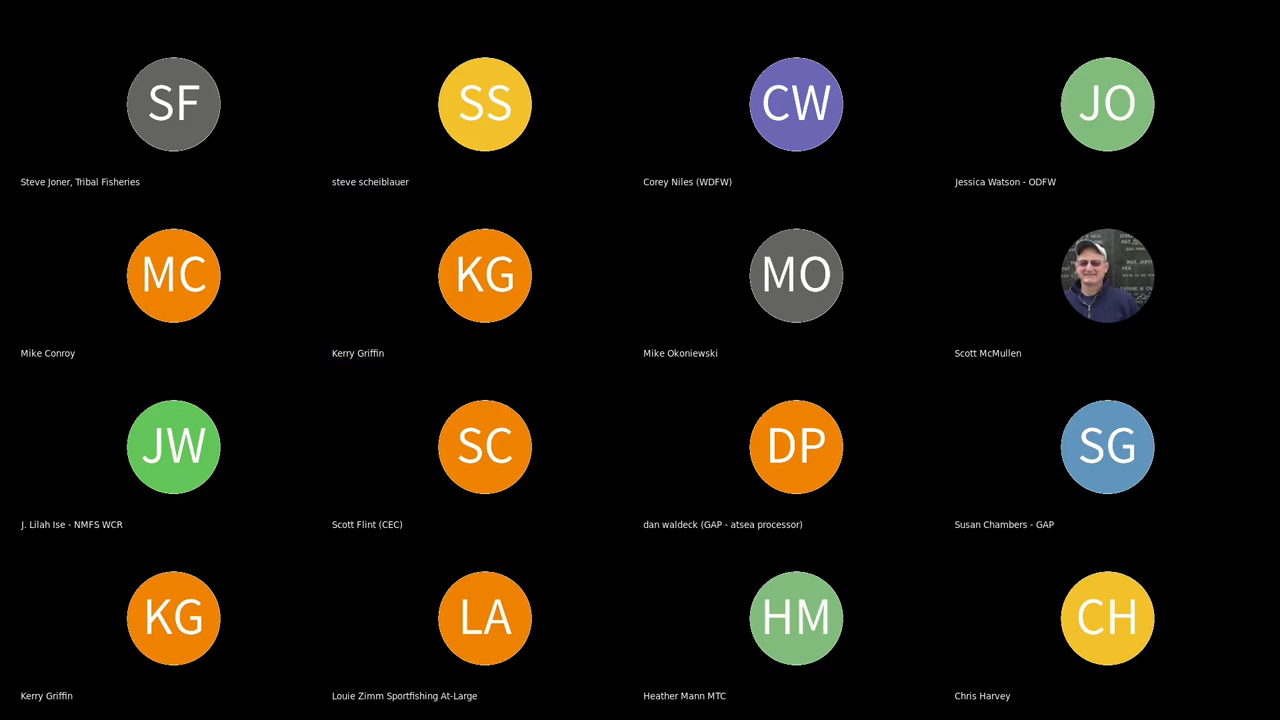 SF
SS
CW
JO
Steve Joner, Tribal Fisheries
steve scheiblauer
Corey Niles (WDFW)
Jessica Watson - ODFW
MC
KG
MO
Mike Conroy
Kerry Griffin
Mike Okoniewski
Scott McMullen
JW
SC
DP
SG
J. Lilah Ise - NMFS WCR
Scott Flint (CEC)
dan waldeck (GAP - atsea processor)
Susan Chambers - GAP
KG
LA
HM
CH
Kerry Griffin
Louie Zimm Sportfishing At-Large
Heather Mann MTC
Chris Harvey